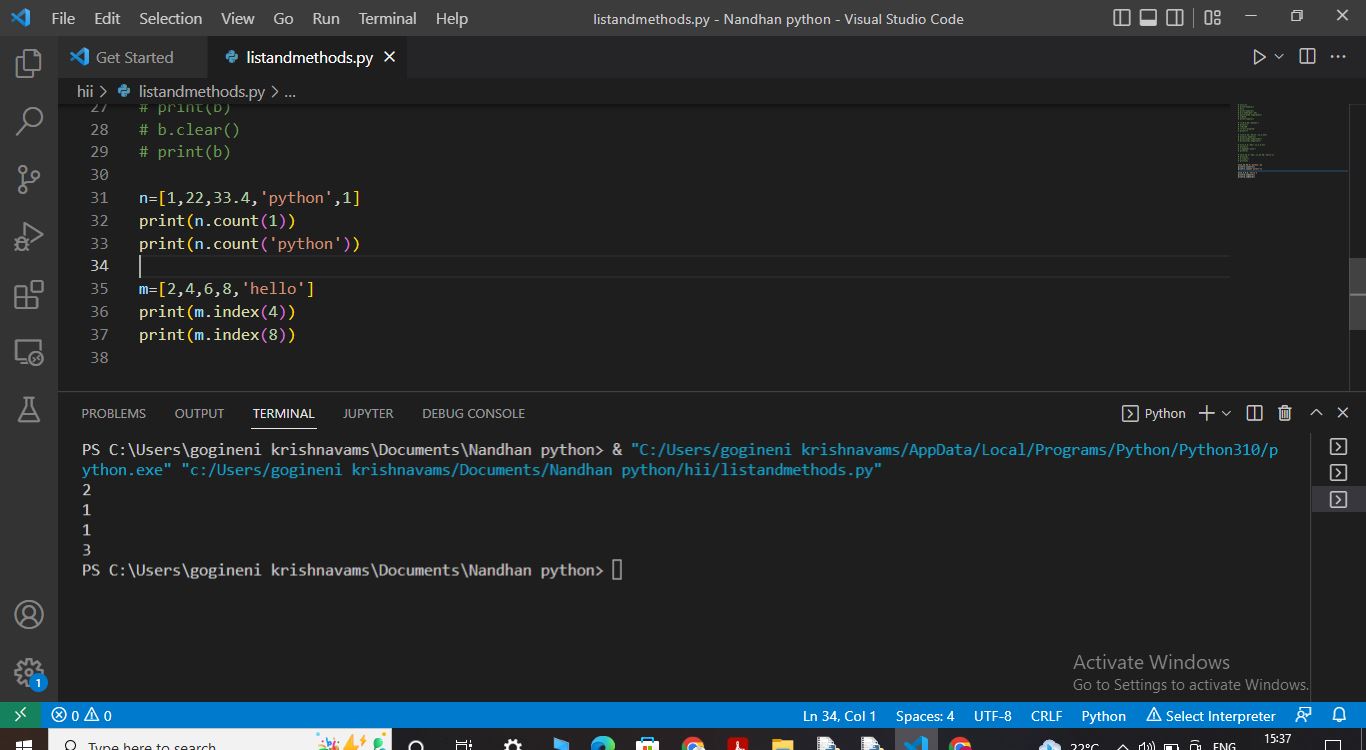 File Edit Selection View Go Run Terminal Help listandmethods.py - Nandhan python - Visual Studio Code
Get Started listandmethods.py
hii > listandmethods.py > ...
27 # print(b)
28 # b.clear()
29 # print(b)
30
31 n=[1,22,33.4,'python',1]
32 print(n.count(1))
33 print(n.count('python'))
34
35 m=[2,4,6,8,'hello']
36 print(m.index(4))
37 print(m.index(8))
38
PROBLEMS OUTPUT TERMINAL JUPYTER DEBUG CONSOLE Python
PS C:\Users\gogineni krishnavams\Documents\Nandhan python> & "C:/Users/gogineni krishnavams/AppData/Local/Programs/Python/Python310/p
ython.exe" "c:/Users/gogineni krishnavams/Documents/Nandhan python/hii/listandmethods.py"
2
1
1
3
PS C:\Users\gogineni krishnavams\Documents\Nandhan python>
Activate Windows
Go to Settings to activate Windows.
1
0 0 Ln 34, Col 1 Spaces: 4 UTF-8 CRLF Python Select Interpreter
Type here to search 22°C ENG 15:37